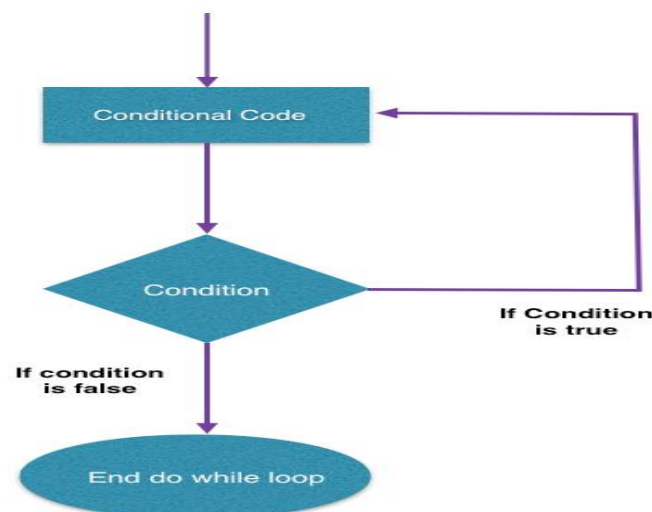 Conditional Code
Condition
If Condition
is true
If condition
is false
End do while loop